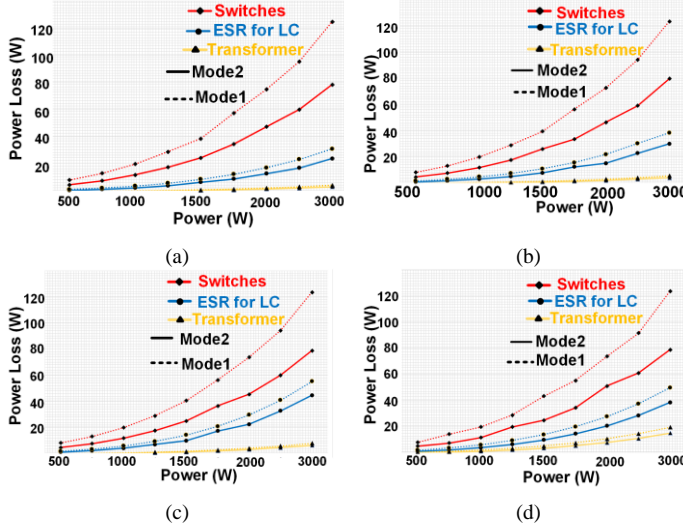 120
100
80
60
40
20
Power Loss (W)
Switches
ESR for LC
Transformer
Mode2
Mode1
500
1000
1500
2000
3000
Power (W)
(a)
120
100
80
60
40
20
Power Loss (W)
Switches
ESR for LC
Transformer
Mode2
Mode1
500
1000
1500
2000
3000
Power (W)
(b)
120
100
80
60
40
20
Power Loss (W)
Switches
ESR for LC
Transformer
Mode2
Mode1
500
1000
1500
2000
3000
Power (W)
(c)
120
100
80
60
40
20
Power Loss (W)
Switches
ESR for LC
Transformer
Mode2
Mode1
500
1000
1500
2000
3000
Power (W)
(d)